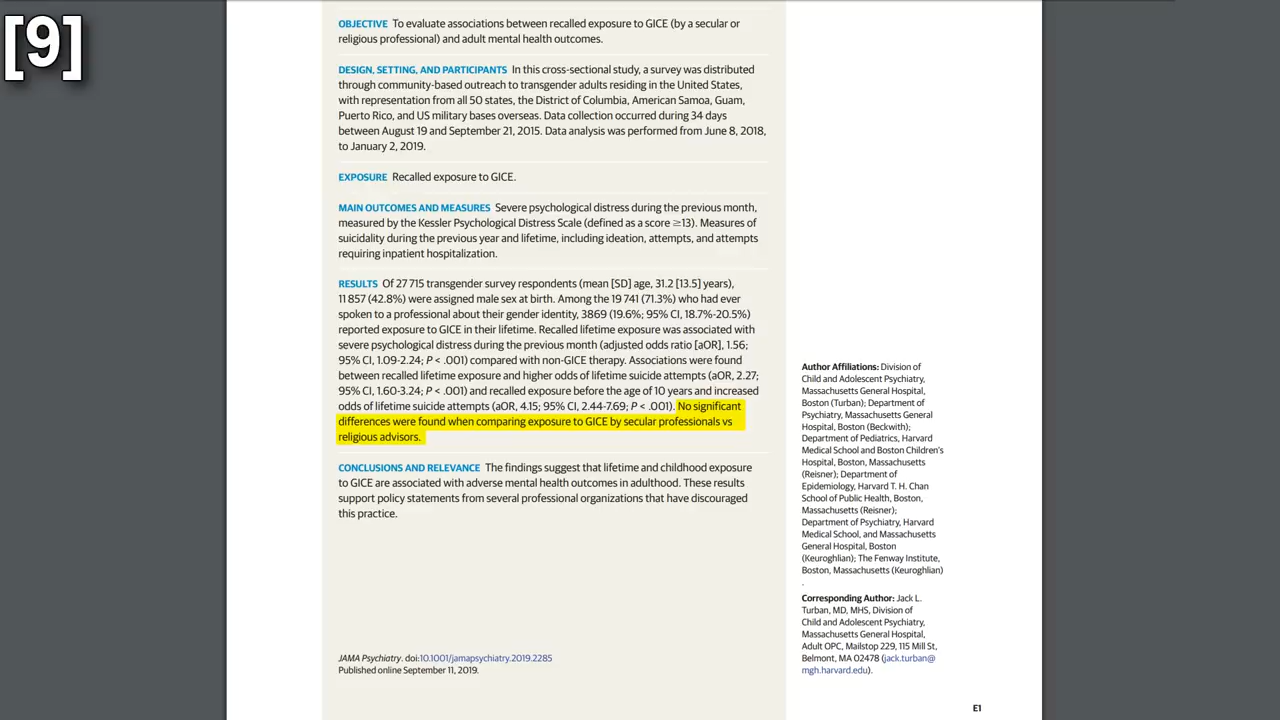 [9]
OBJECTIVE To evaluate associations between recalled exposure to GICE (by a secular or
religious professional) and adult mental health outcomes.
DESIGN, SETTING, AND PARTICIPANTS In this cross-sectional study, a survey was distributed
through community-based outreach to transgender adults residing in the United States,
with representation from all 50 states, the District of Columbia, American Samoa, Guam,
Puerto Rico, and US military bases overseas. Data collection occurred during 34 days
between August 19 and September 21, 2015. Data analysis was performed from June 8, 2018,
to January 2, 2019.
EXPOSURE Recalled exposure to GICE.
MAIN OUTCOMES AND MEASURES Severe psychological distress during the previous month,
measured by the Kessler Psychological Distress Scale (defined as a score ≥13). Measures of
suicidality during the previous year and lifetime, including ideation, attempts, and attempts
requiring inpatient hospitalization.
RESULTS Of 27 715 transgender survey respondents (mean [SD] age, 31.2 [13.5] years),
11 857 (42.8%) were assigned male sex at birth. Among the 19 741 (71.3%) who had ever
spoken to a professional about their gender identity, 3869 (19.6%; 95% CI, 18.7%-20.5%)
reported exposure to GICE in their lifetime. Recalled lifetime exposure was associated with
severe psychological distress during the previous month (adjusted odds ratio [aOR], 1.56;
95% CI, 1.09-2.24; P < .001) compared with non-GICE therapy. Associations were found
between recalled lifetime exposure and higher odds of lifetime suicide attempts (aOR, 2.27;
95% CI, 1.60-3.24; P < .001) and recalled exposure before the age of 10 years and increased
odds of lifetime suicide attempts (aOR, 4.15; 95% CI, 2.44-7.69; P < .001). No significant
differences were found when comparing exposure to GICE by secular professionals vs
religious advisors.
CONCLUSIONS AND RELEVANCE The findings suggest that lifetime and childhood exposure
to GICE are associated with adverse mental health outcomes in adulthood. These results
support policy statements from several professional organizations that have discouraged
this practice.
JAMA Psychiatry. doi:10.1001/jamapsychiatry.2019.2285
Published online September 11, 2019.
Author Affiliations: Division of
Child and Adolescent Psychiatry,
Massachusetts General Hospital,
Boston (Turban); Department of
Psychiatry, Massachusetts General
Hospital, Boston (Beckwith);
Department of Pediatrics, Harvard
Medical School and Boston Children's
Hospital, Boston, Massachusetts
(Reisner); Department of
Epidemiology, Harvard T. H. Chan
School of Public Health, Boston,
Massachusetts (Reisner);
Department of Psychiatry, Harvard
Medical School, and Massachusetts
General Hospital, Boston
(Keuroghlian); The Fenway Institute,
Boston, Massachusetts (Keuroghlian)
.
Corresponding Author: Jack L.
Turban, MD, MHS, Division of
Child and Adolescent Psychiatry,
Massachusetts General Hospital,
Adult OPC, Mailstop 229, 115 Mill St,
Belmont, MA 02478 (jack.turban@
mgh.harvard.edu).
E1